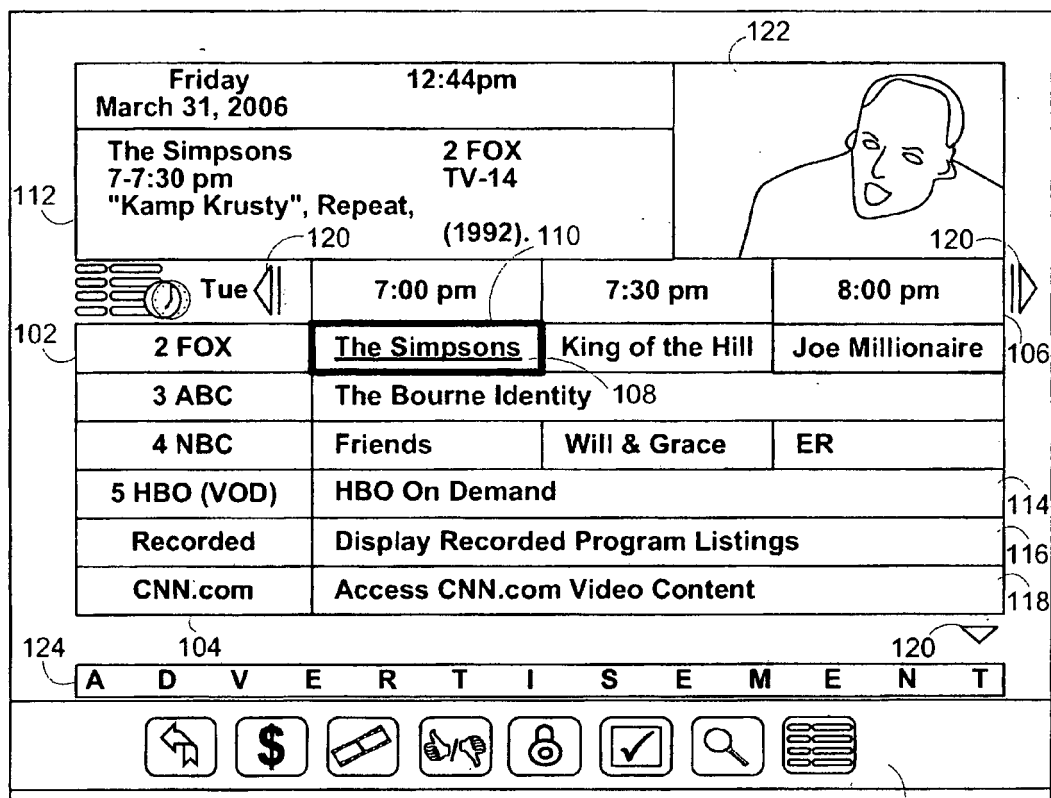 122
Friday 12:44pm
March 31, 2006
The Simpsons 2 FOX
7-7:30 pm TV-14
"Kamp Krusty", Repeat,
(1992).
112
120
110
120
Tue 7:00 pm 7:30 pm 8:00 pm
102
2 FOX The Simpsons King of the Hill Joe Millionaire
106
3 ABC The Bourne Identity
108
4 NBC Friends Will & Grace ER
5 HBO (VOD) HBO On Demand
114
Recorded Display Recorded Program Listings
116
CNN.com Access CNN.com Video Content
118
104
120
124
A D V E R T I S E M E N T
$